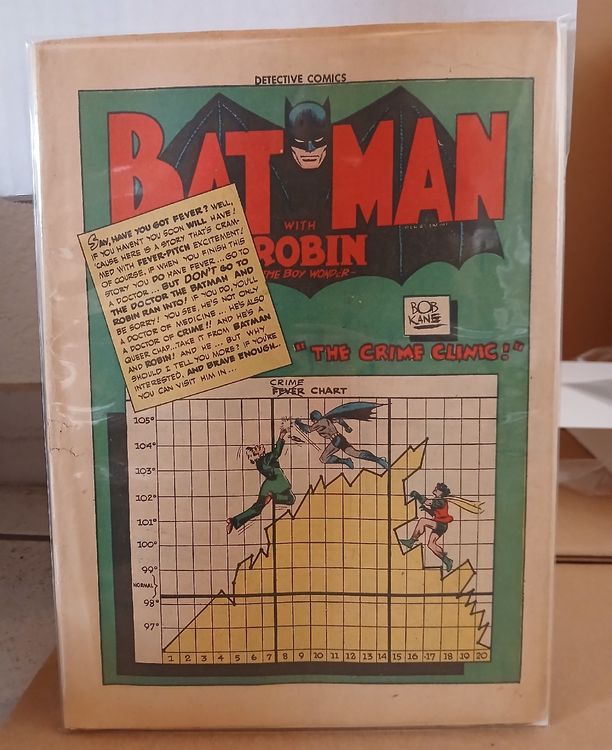 DETECTIVE COMICS
BATMAN
WITH
ROBIN
THE BOY WONDER-
BOB
KANE
SAY, HAVE YOU GOT FEVER? WELL,
IF YOU HAVEN'T YOU SOON WILL HAVE!
'CAUSE HERE IS A STORY THAT'S CRAM-
MED WITH FEVER-PITCH EXCITEMENT!
OF COURSE, IF WHEN YOU FINISH THIS
STORY YOU DO HAVE FEVER... GO TO
A DOCTOR... BUT DON'T GO TO
THE DOCTOR THE BATMAN AND
ROBIN RAN INTO! IF YOU DO, YOU'LL
BE SORRY! YOU SEE, HE'S NOT ONLY
A DOCTOR OF MEDICINE... HE'S ALSO
A DOCTOR OF CRIME!! AND HE'S A
QUEER CHAP...TAKE IT FROM BATMAN
AND ROBIN! AND HE... BUT WHY
SHOULD I TELL YOU MORE? IF YOU'RE
INTERESTED, AND BRAVE ENOUGH...
YOU CAN VISIT HIM IN...
"THE CRIME CLINIC!"
CRIME
FEVER CHART
105°
104°
103°
102°
101°
100°
99°
NORMAL
98°
97°
1 2 3 4 5 6 7 8 9 10 11 12 13 14 15 16 17 18 19 20